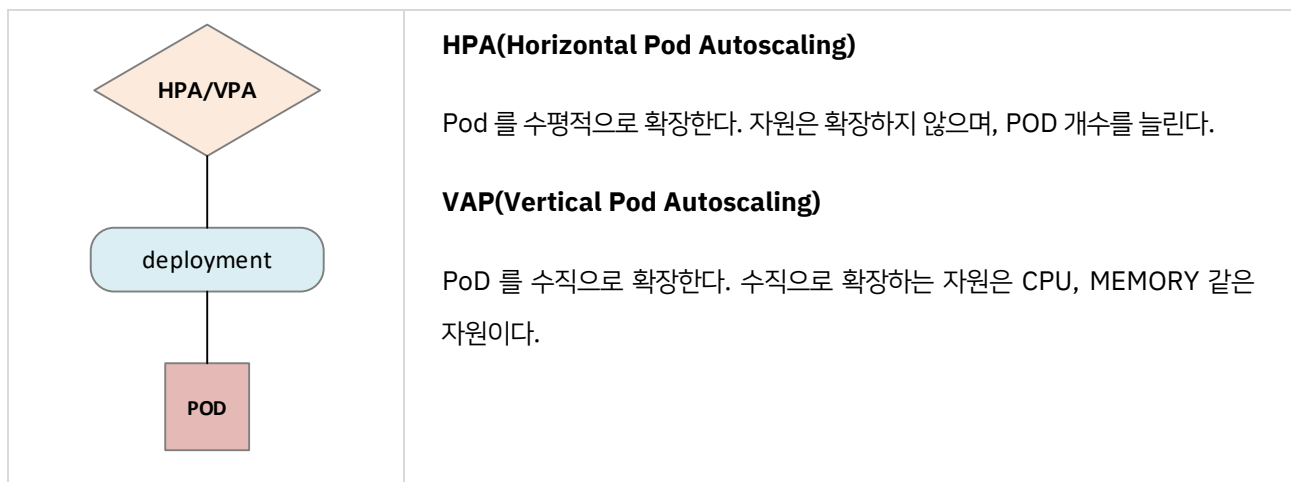 HPA/VPA
deployment
POD
HPA(Horizontal Pod Autoscaling)
Pod 를 수평적으로 확장한다. 자원은 확장하지 않으며, POD 개수를 늘린다.
VAP(Vertical Pod Autoscaling)
PoD 를 수직으로 확장한다. 수직으로 확장하는 자원은 CPU, MEMORY 같은
자원이다.